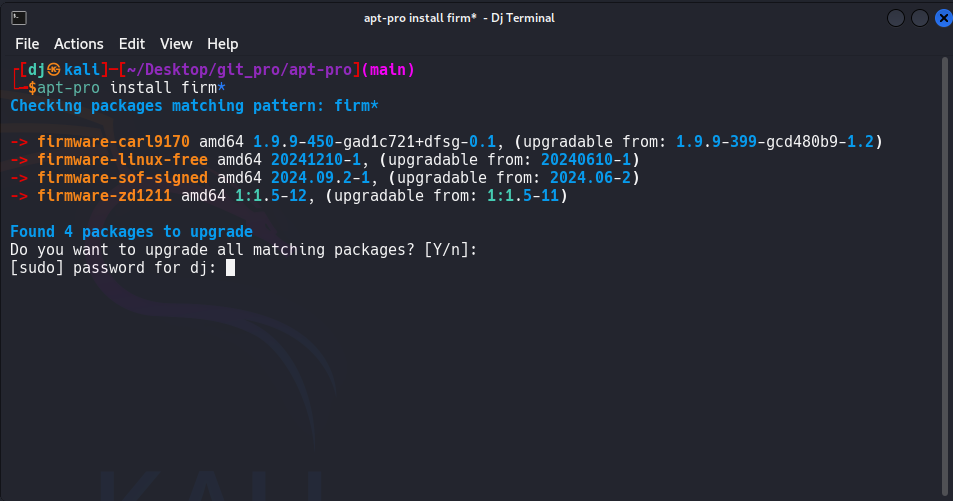 apt-pro install firm* - Dj Terminal
File Actions Edit View Help
┌[dj㉿kali]─[~/Desktop/git_pro/apt-pro](main)
└─$apt-pro install firm*
Checking packages matching pattern: firm*
-> firmware-carl9170 amd64 1.9.9-450-gad1c721+dfsg-0.1, (upgradable from: 1.9.9-399-gcd480b9-1.2)
-> firmware-linux-free amd64 20241210-1, (upgradable from: 20240610-1)
-> firmware-sof-signed amd64 2024.09.2-1, (upgradable from: 2024.06-2)
-> firmware-zd1211 amd64 1:1.5-12, (upgradable from: 1:1.5-11)
Found 4 packages to upgrade
Do you want to upgrade all matching packages? [Y/n]:
[sudo] password for dj:
KALI